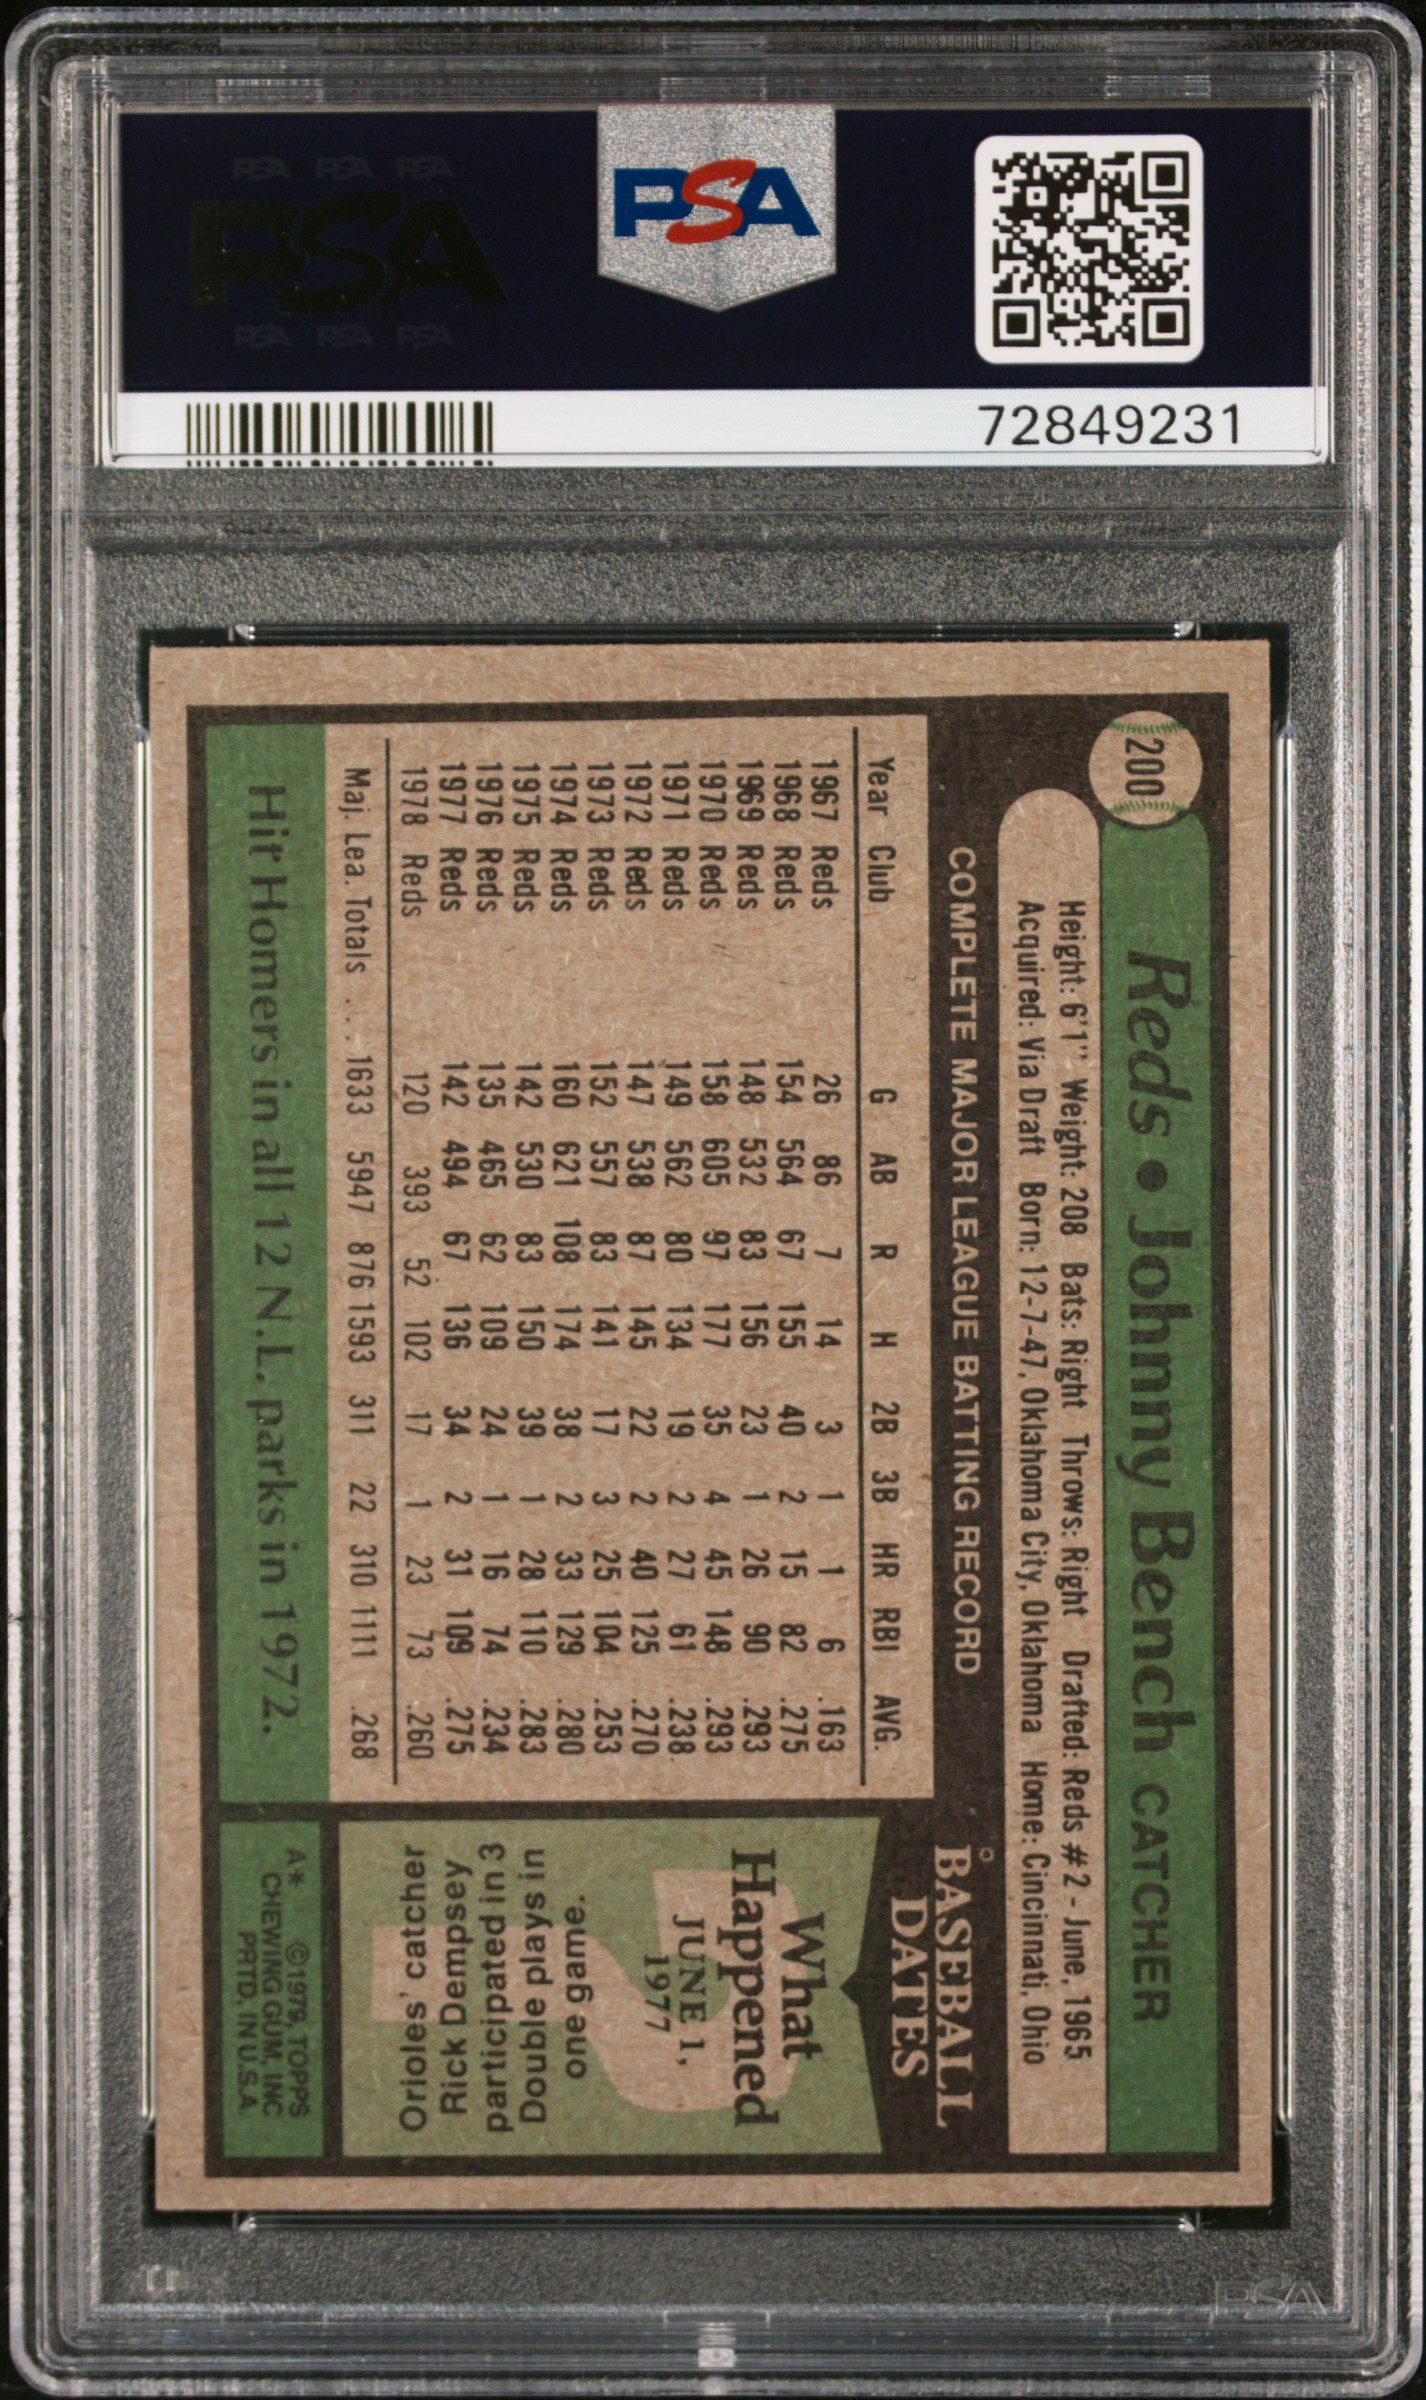 PSA PSA PSA
PSA
PSA PSA PSA
PSA
72849231
200
Reds • Johnny Bench CATCHER
Height: 6'1" Weight: 208 Bats: Right Throws: Right Drafted: Reds #2 - June, 1965
Acquired: Via Draft Born: 12-7-47, Oklahoma City, Oklahoma Home: Cincinnati, Ohio
COMPLETE MAJOR LEAGUE BATTING RECORD
Year Club G AB R H 2B 3B HR RBI AVG.
1967 Reds 26 86 7 14 3 1 1 6 .163
1968 Reds 154 564 67 155 40 2 15 82 .275
1969 Reds 148 532 83 156 23 1 26 90 .293
1970 Reds 158 605 97 177 35 4 45 148 .293
1971 Reds 149 562 80 134 19 2 27 61 .238
1972 Reds 147 538 87 145 22 2 40 125 .270
1973 Reds 152 557 83 141 17 3 25 104 .253
1974 Reds 160 621 108 174 38 2 33 129 .280
1975 Reds 142 530 83 150 39 1 28 110 .283
1976 Reds 135 465 62 109 24 1 16 74 .234
1977 Reds 142 494 67 136 34 2 31 109 .275
1978 Reds 120 393 52 102 17 1 23 73 .260
Maj. Lea. Totals . . . 1633 5947 876 1593 311 22 310 1111 .268
Hit Homers in all 12 N.L. parks in 1972.
BASEBALL
DATES
What
Happened
JUNE 1,
1977
Orioles' catcher
Rick Dempsey
participated in 3
Double plays in
one game.
A* ©1979, TOPPS
CHEWING GUM, INC
PRTD. IN U.S.A.
PSA